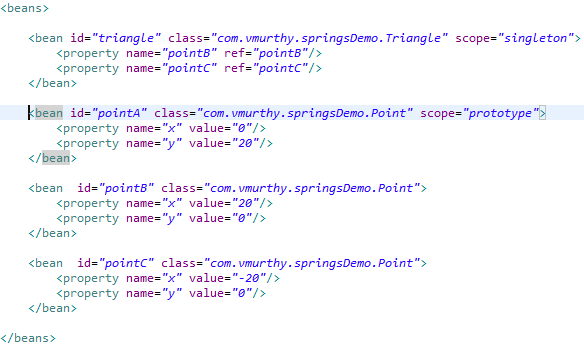 <beans>
<bean id="triangle" class="com.vmurthy.springsDemo.Triangle" scope="singleton">
<property name="pointB" ref="pointB"/>
<property name="pointC" ref="pointC"/>
</bean>
<bean id="pointA" class="com.vmurthy.springsDemo.Point" scope="prototype">
<property name="x" value="0"/>
<property name="y" value="20"/>
</bean>
<bean  id="pointB" class="com.vmurthy.springsDemo.Point">
<property name="x" value="20"/>
<property name="y" value="0"/>
</bean>
<bean  id="pointC" class="com.vmurthy.springsDemo.Point">
<property name="x" value="-20"/>
<property name="y" value="0"/>
</bean>
</beans>